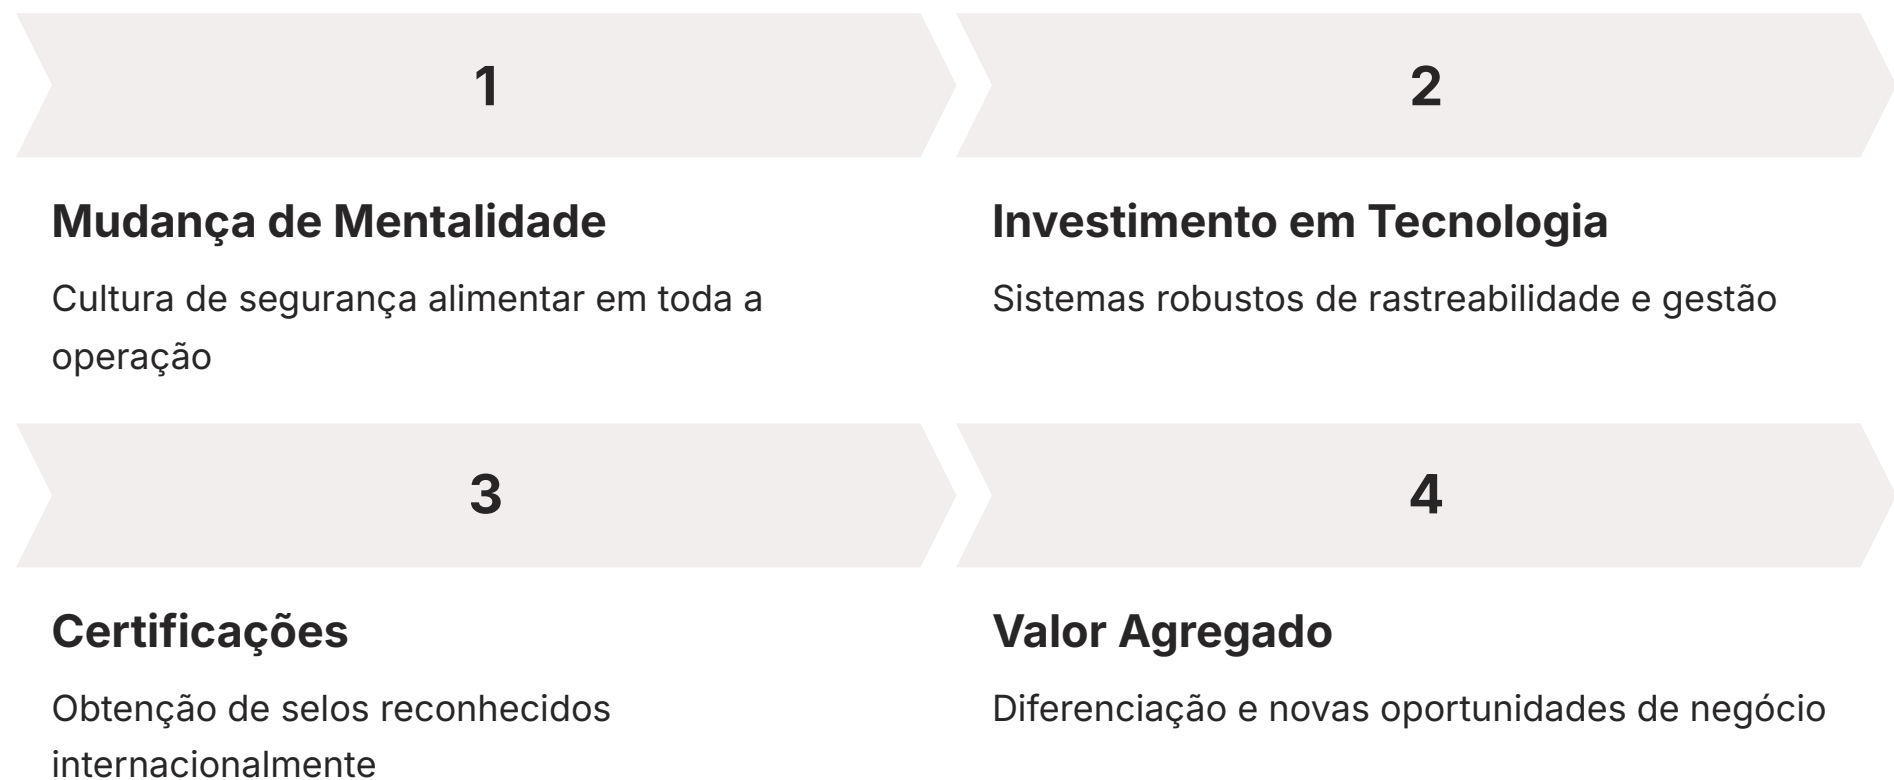 1
Mudança de Mentalidade
Cultura de segurança alimentar em toda a
operação
2
Investimento em Tecnologia
Sistemas robustos de rastreabilidade e gestão
3
Certificações
Obtenção de selos reconhecidos
internacionalmente
4
Valor Agregado
Diferenciação e novas oportunidades de negócio